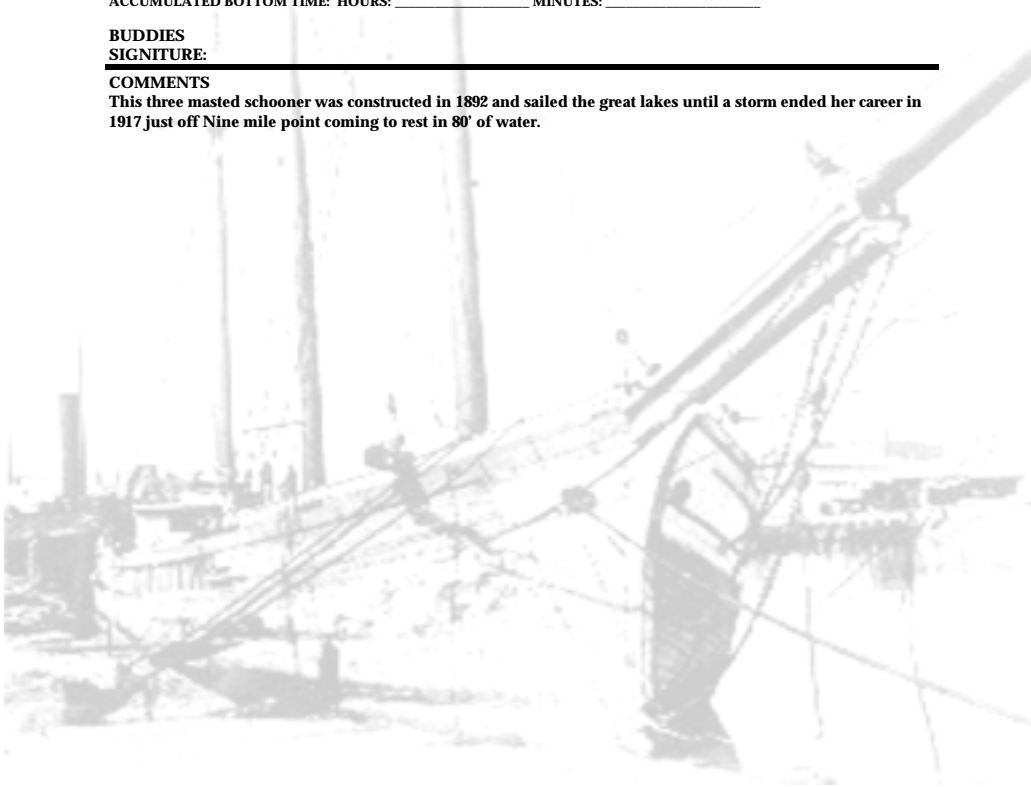 ACCUMULATED BOTTOM TIME: HOURS: ____________________ MINUTES: _______________________
BUDDIES
SIGNITURE:
COMMENTS
This three masted schooner was constructed in 1892 and sailed the great lakes until a storm ended her career in
1917 just off Nine mile point coming to rest in 80' of water.